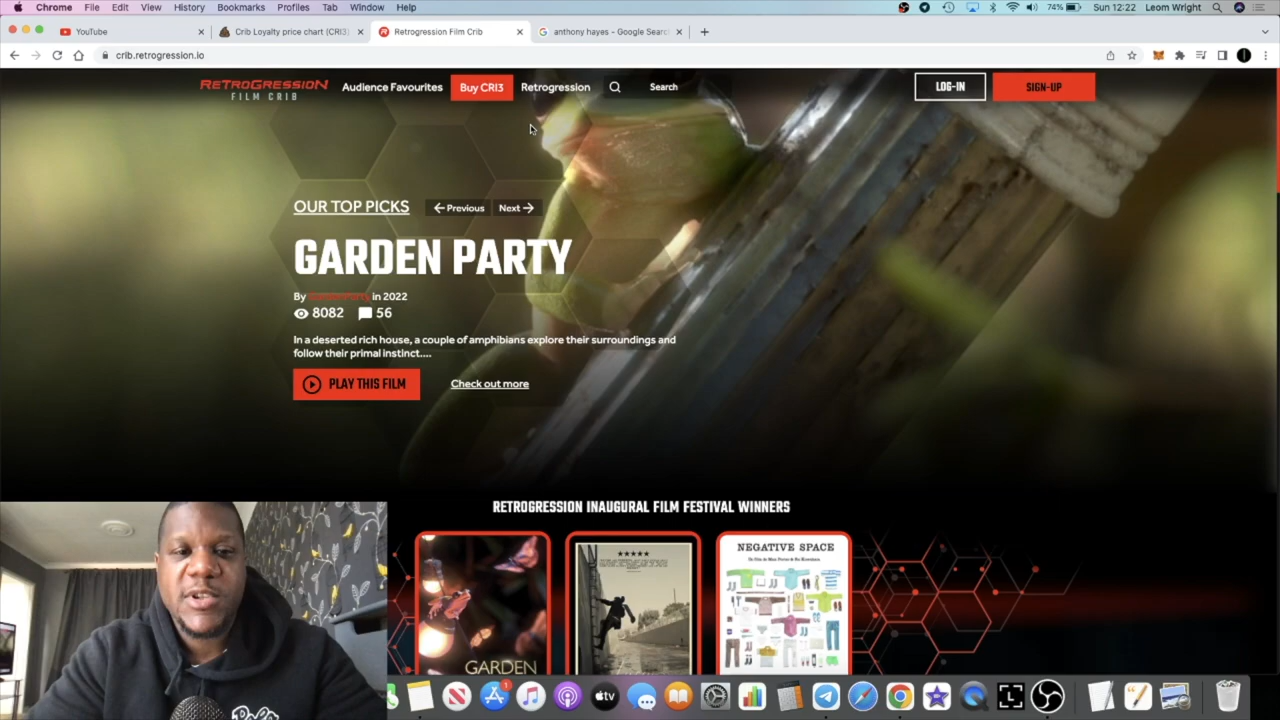 Chrome File Edit View History Bookmarks Profiles Tab Window Help 74% Sun 12:22 Leom Wright
YouTube Crib Loyalty price chart (CRI3) Retrogression Film Crib anthony hayes - Google Searc
crib.retrogression.io
RETROGRESSION
FILM CRIB
Audience Favourites Buy CRI3 Retrogression Search LOG-IN SIGN-UP
OUR TOP PICKS Previous Next
GARDEN PARTY
By in 2022
8082 56
In a deserted rich house, a couple of amphibians explore their surroundings and
follow their primal instinct....
PLAY THIS FILM Check out more
RETROGRESSION INAUGURAL FILM FESTIVAL WINNERS
NEGATIVE SPACE
GARDEN
tv
1